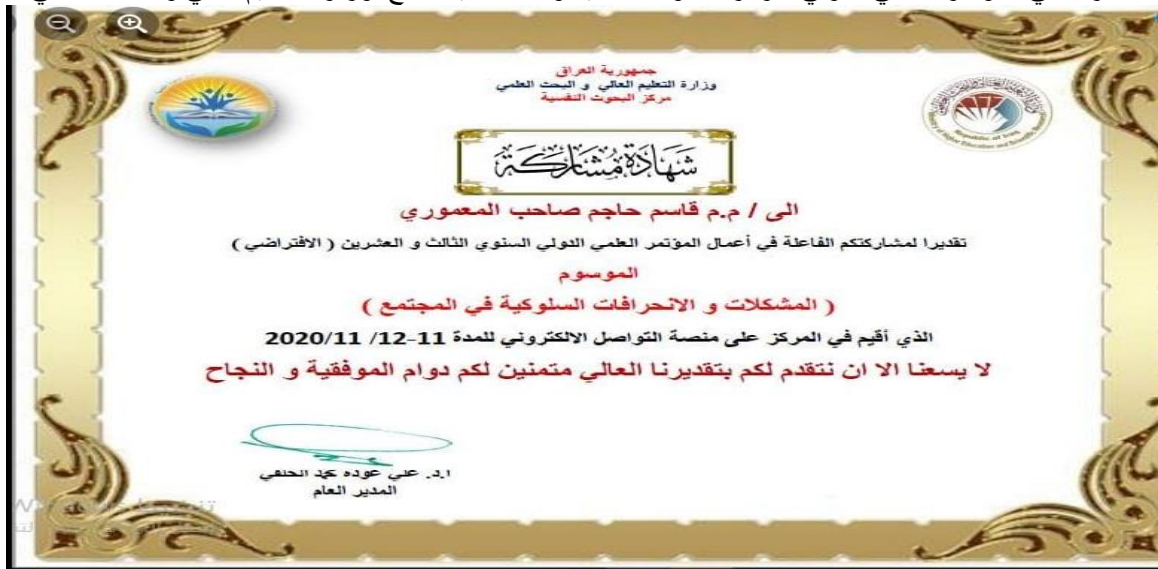 جمهورية العراق
وزارة التعليم العالي و البحث العلمي
مركز البحوث النفسية
شهادة مشاركة
الى / م.م قاسم حاجم صاحب المعموري
تقديرا لمشاركتكم الفاعلة في أعمال المؤتمر العلمي الدولي السنوي الثالث و العشرين ( الافتراضي )
الموسوم
( المشكلات و الانحرافات السلوكية في المجتمع )
الذي أقيم في المركز على منصة التواصل الالكتروني للمدة 11-12/ 2020/11
لا يسعنا الا ان نتقدم لكم بتقديرنا العالي متمنين لكم دوام الموفقية و النجاح
ا.د. علي عوده محمد الحلفي
المدير العام